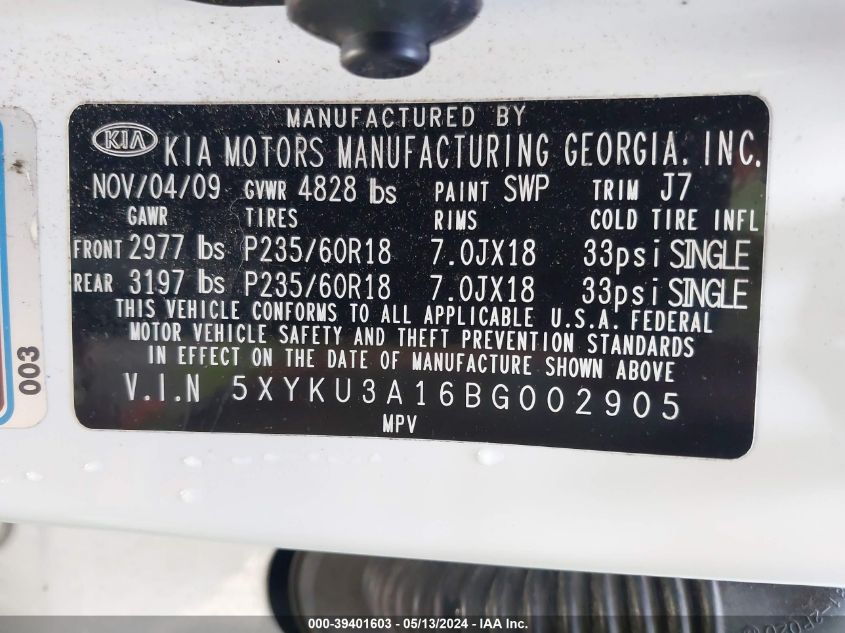 MANUFACTURED BY
KIA KIA MOTORS MANUFACTURING GEORGIA, INC.
NOV/04/09 GVWR 4828 lbs PAINT SWP TRIM J7
GAWR TIRES RIMS COLD TIRE INFL
FRONT 2977 lbs P235/60R18 7.0JX18 33psi SINGLE
REAR 3197 lbs P235/60R18 7.0JX18 33psi SINGLE
THIS VEHICLE CONFORMS TO ALL APPLICABLE U.S.A. FEDERAL
MOTOR VEHICLE SAFETY AND THEFT PREVENTION STANDARDS
IN EFFECT ON THE DATE OF MANUFACTURE SHOWN ABOVE
V.I.N 5XYKU3A16BG002905
MPV
003
000-39401603 - 05/13/2024 - IAA Inc.